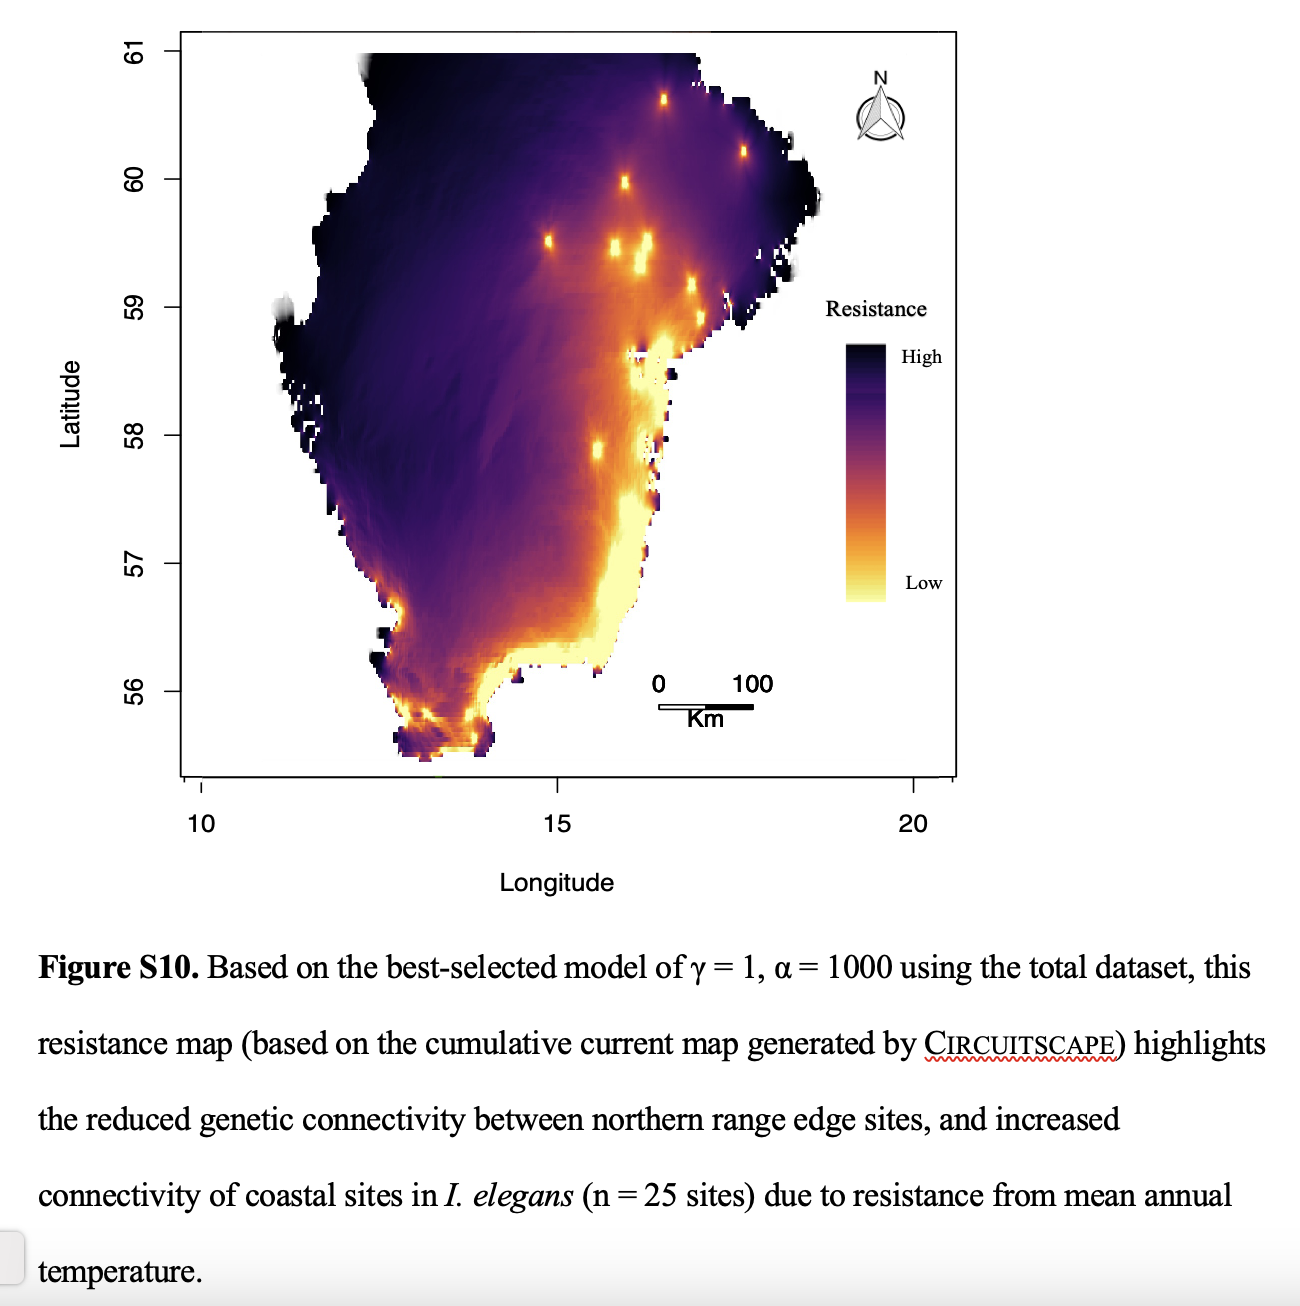 61
60
59
58
57
56
Latitude
N
Resistance
High
Low
0 100
Km
10 15 20
Longitude
Figure S10. Based on the best-selected model of γ = 1, α = 1000 using the total dataset, this
resistance map (based on the cumulative current map generated by CIRCUITSCAPE) highlights
the reduced genetic connectivity between northern range edge sites, and increased
connectivity of coastal sites in I. elegans (n = 25 sites) due to resistance from mean annual
temperature.